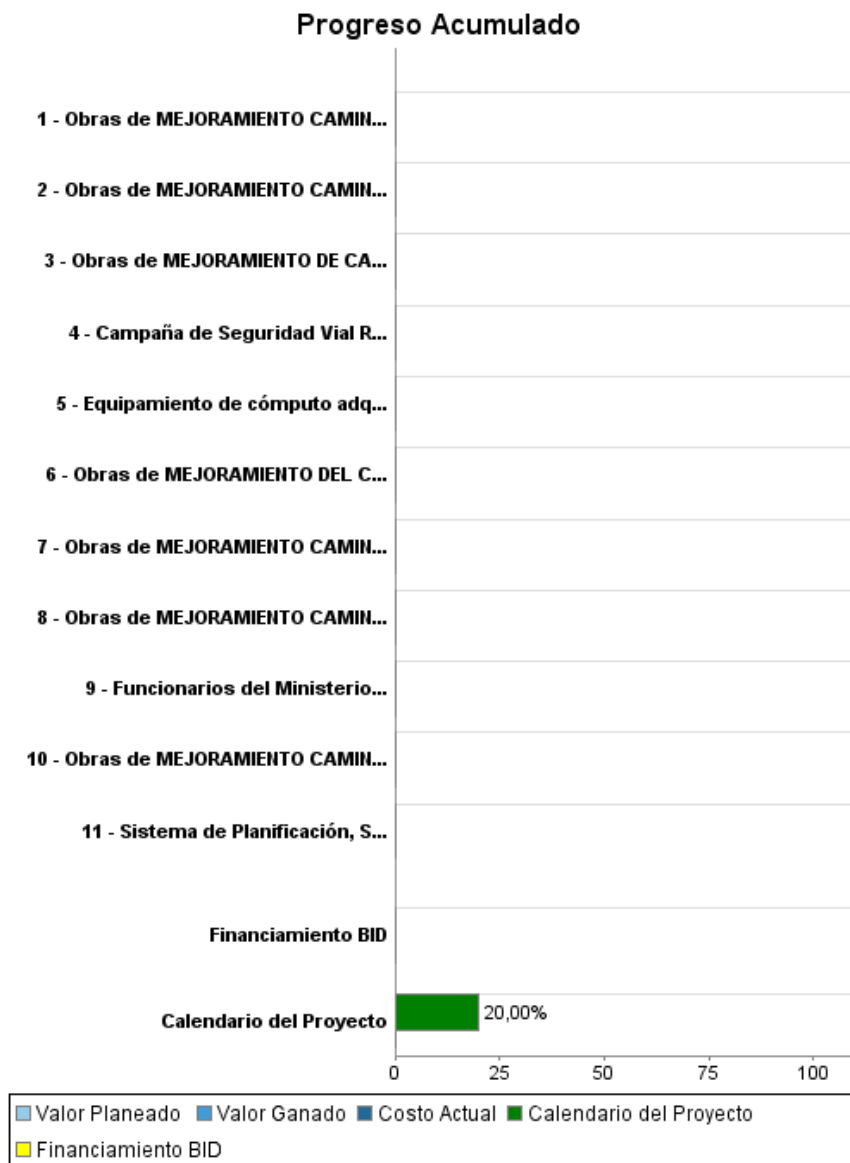 Progreso Acumulado
1 - Obras de MEJORAMIENTO CAMIN...
2 - Obras de MEJORAMIENTO CAMIN...
3 - Obras de MEJORAMIENTO DE CA...
4 - Campaña de Seguridad Vial R...
5 - Equipamiento de cómputo adq...
6 - Obras de MEJORAMIENTO DEL C...
7 - Obras de MEJORAMIENTO CAMIN...
8 - Obras de MEJORAMIENTO CAMIN...
9 - Funcionarios del Ministerio...
10 - Obras de MEJORAMIENTO CAMIN...
11 - Sistema de Planificación, S...
Financiamiento BID
Calendario del Proyecto 20,00%
0 25 50 75 100
Valor Planeado Valor Ganado Costo Actual Calendario del Proyecto
Financiamiento BID